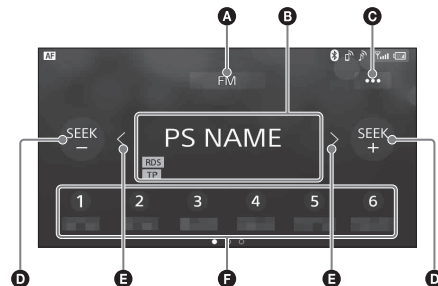 A B C
AF
FM
SEEK
–
< PS NAME >
SEEK
+
RDS
TP
1 2 3 4 5 6
D E F E D